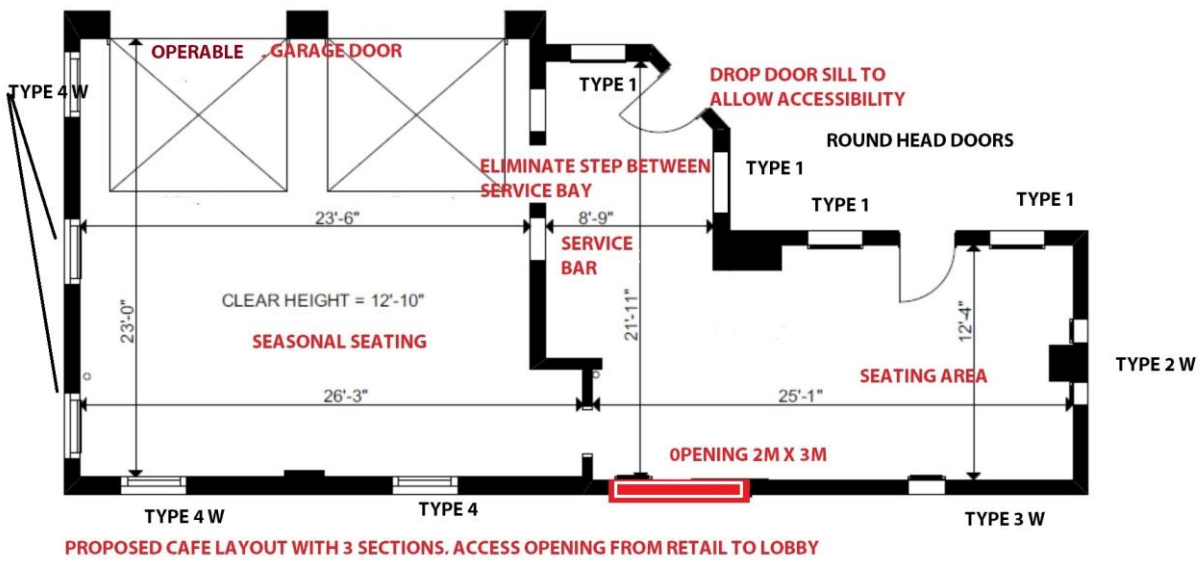 OPERABLE - GARAGE DOOR
TYPE 4 W
TYPE 1
DROP DOOR SILL TO
ALLOW ACCESSIBILITY
ROUND HEAD DOORS
ELIMINATE STEP BETWEEN
SERVICE BAY
TYPE 1
TYPE 1
TYPE 1
23'-6"
8'-9"
SERVICE
BAR
CLEAR HEIGHT = 12'-10"
23'-0"
21'-11"
12'-4"
SEASONAL SEATING
SEATING AREA
TYPE 2 W
26'-3"
25'-1"
OPENING 2M X 3M
TYPE 4 W
TYPE 4
TYPE 3 W
PROPOSED CAFE LAYOUT WITH 3 SECTIONS. ACCESS OPENING FROM RETAIL TO LOBBY